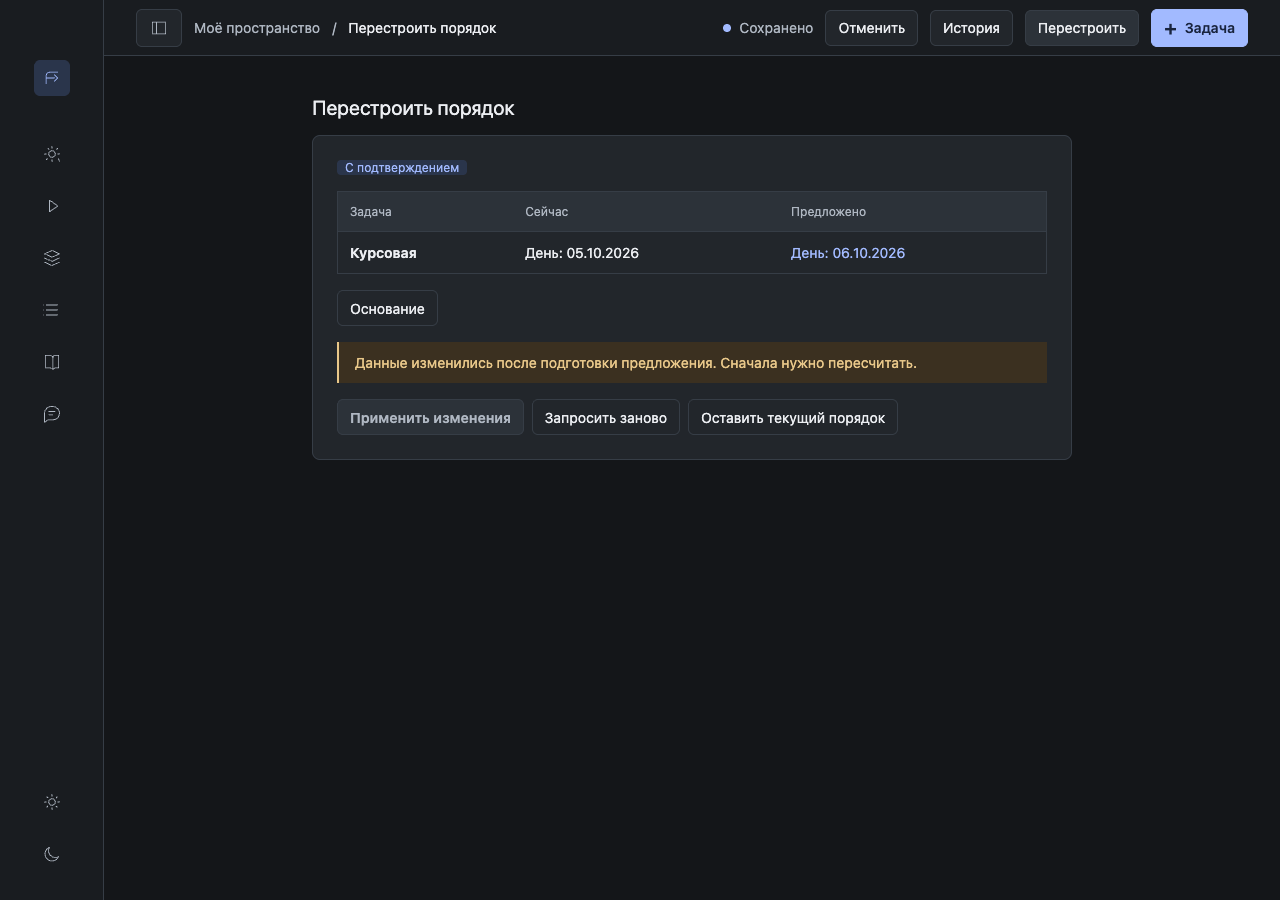 Моё пространство / Перестроить порядок
Сохранено
Отменить
История
Перестроить
+ Задача
Перестроить порядок
С подтверждением
Задача Сейчас Предложено
Курсовая День: 05.10.2026 День: 06.10.2026
Основание
Данные изменились после подготовки предложения. Сначала нужно пересчитать.
Применить изменения
Запросить заново
Оставить текущий порядок